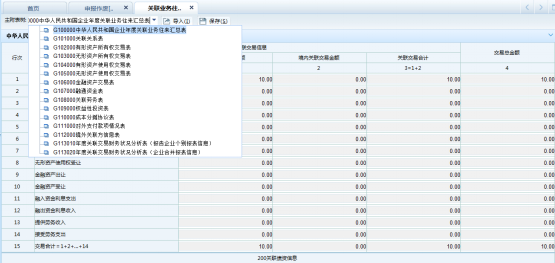 首页 申报作废]... 关联业务往..
主附表树: 0000中华人民共和国企业年度关联业务往来汇总表 导入(I) 保存(S)
G100000中华人民共和国企业年度关联业务往来汇总表
G101000关联关系表
G102000有形资产所有权交易表
G103000无形资产所有权交易表
G104000有形资产使用权交易表
G105000无形资产使用权交易表
G106000金融资产交易表
G107000融通资金表
G108000关联劳务表
G109000权益性投资表
G110000成本分摊协议表
G111000对外支付款项情况表
G112000境外关联方信息表
G113010年度关联交易财务状况分析表（报告企业个别报表信息）
G113020年度关联交易财务状况分析表（企业合并报表信息）
中华人民
行次 境内关联交易金额 关联交易合计 交易总金额
2 3=1+2 4
1 10.00 0.00 10.00 10.00
2 0.00 0.00 0.00
3 0.00 0.00 0.00
4 0.00 0.00 0.00
5 0.00 0.00 0.00
6 0.00 0.00 0.00
7 0.00 0.00 0.00
8 无形资产使用权受让 0.00 0.00 0.00 0.00
9 金融资产出让 0.00 0.00 0.00 0.00
10 金融资产受让 0.00 0.00 0.00 0.00
11 融入资金利息支出 0.00 0.00 0.00 0.00
12 融出资金利息收入 0.00 0.00 0.00 0.00
13 提供劳务收入 0.00 0.00 0.00 0.00
14 接受劳务支出 0.00 0.00 0.00 0.00
15 交易合计=1+2+...+14 10.00 0.00 10.00 10.00
200关联债资信息